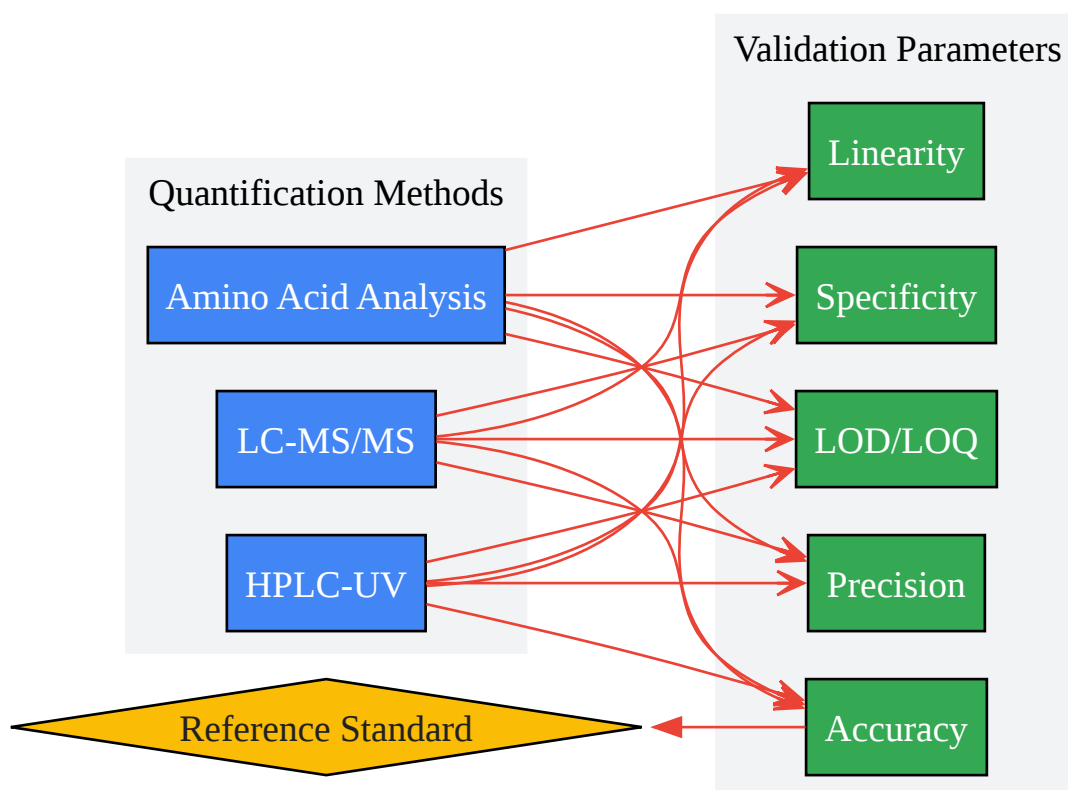 Quantification Methods
Amino Acid Analysis
LC-MS/MS
HPLC-UV
Reference Standard
Validation Parameters
Linearity
Specificity
LOD/LOQ
Precision
Accuracy